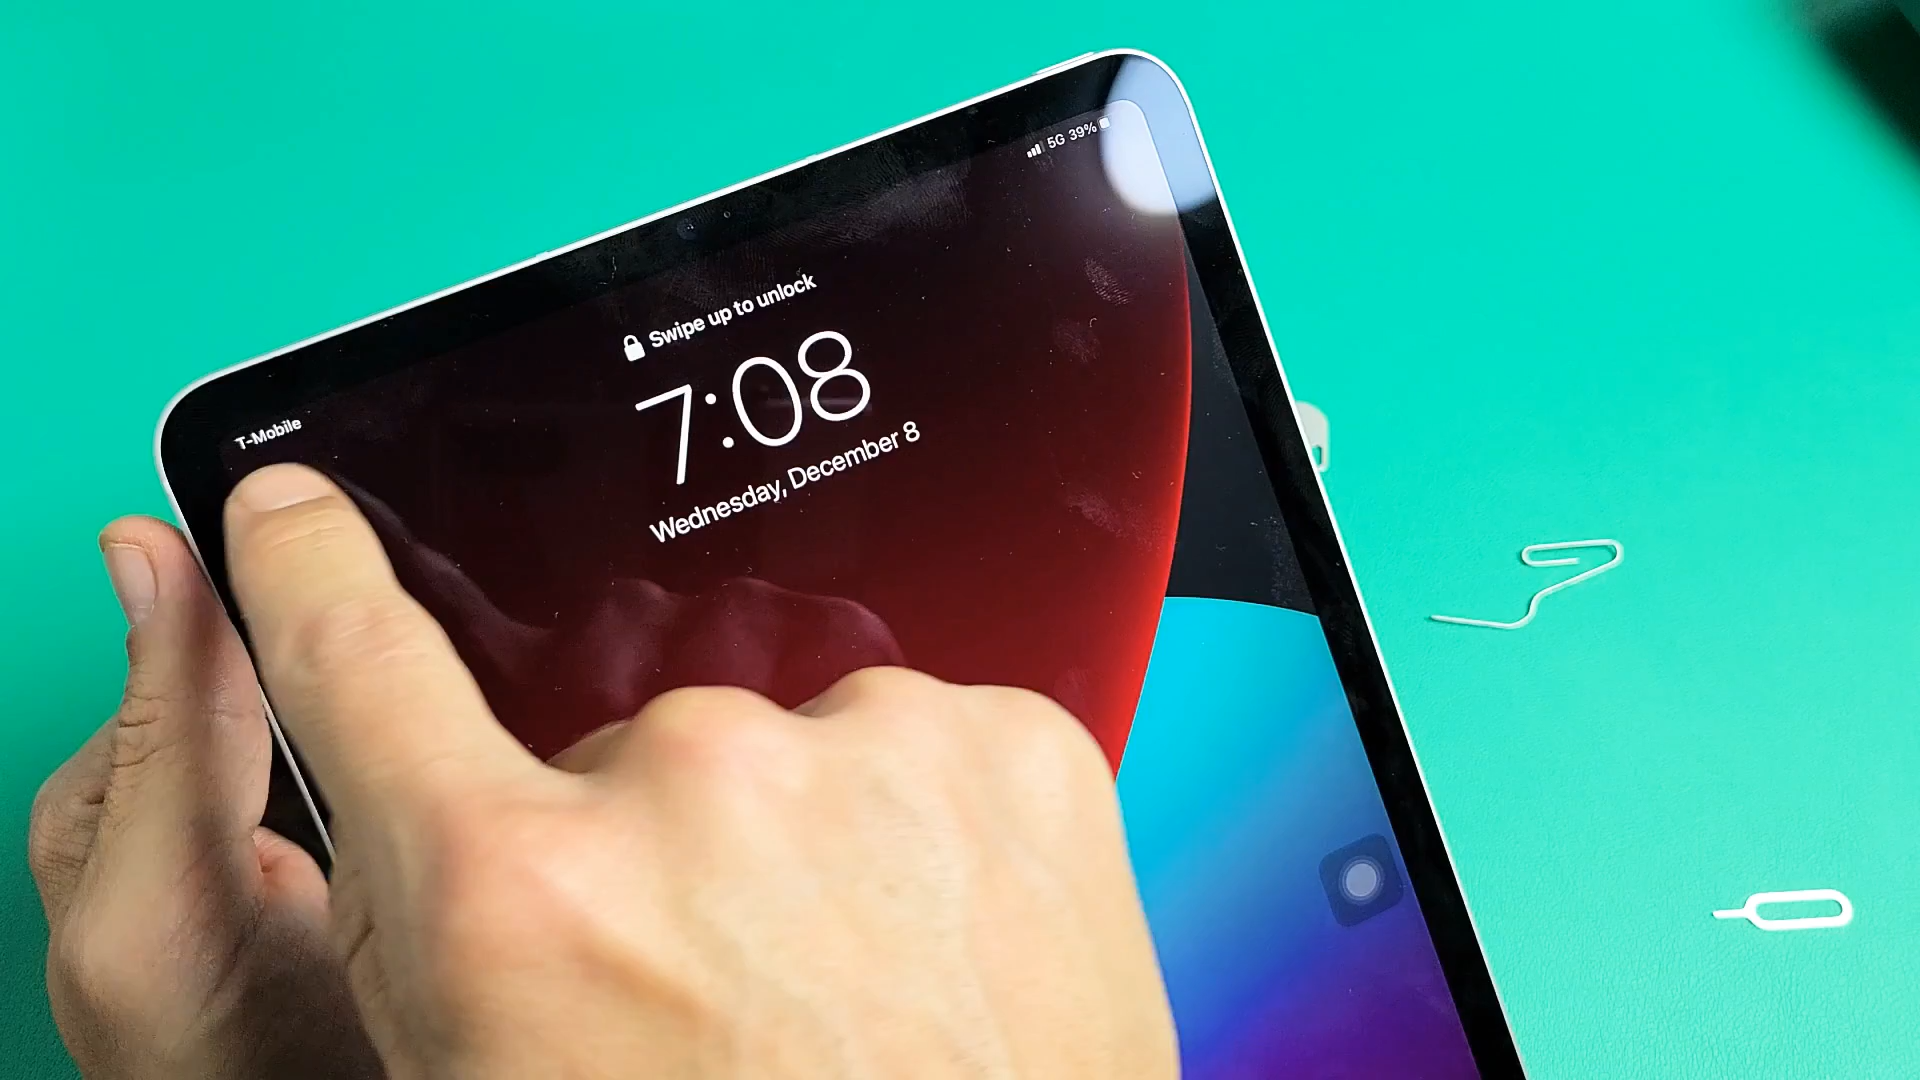 T-Mobile
5G 39%
Swipe up to unlock
7:08
Wednesday, December 8